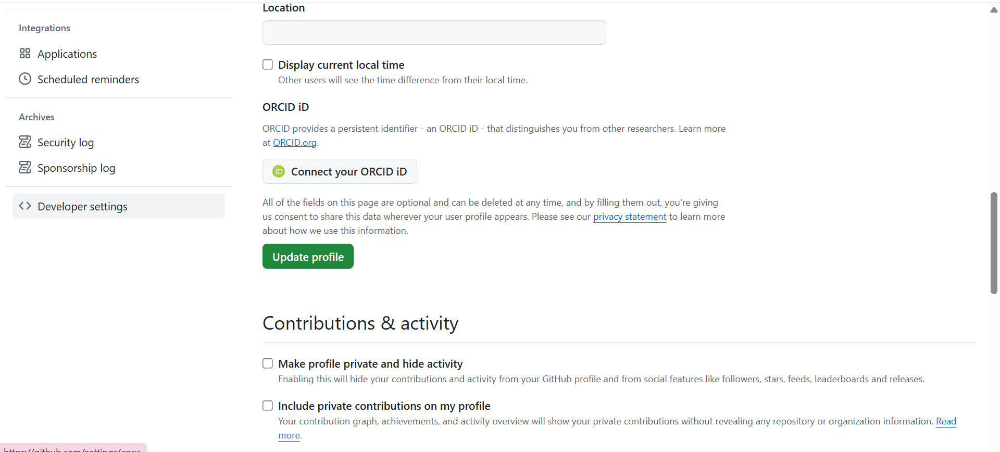 Integrations
Applications
Scheduled reminders
Archives
Security log
Sponsorship log
Developer settings
Location
Display current local time
Other users will see the time difference from their local time.
ORCID iD
ORCID provides a persistent identifier - an ORCID iD - that distinguishes you from other researchers. Learn more
at ORCID.org.
iD Connect your ORCID iD
All of the fields on this page are optional and can be deleted at any time, and by filling them out, you're giving
us consent to share this data wherever your user profile appears. Please see our privacy statement to learn more
about how we use this information.
Update profile
Contributions & activity
Make profile private and hide activity
Enabling this will hide your contributions and activity from your GitHub profile and from social features like followers, stars, feeds, leaderboards and releases.
Include private contributions on my profile
Your contribution graph, achievements, and activity overview will show your private contributions without revealing any repository or organization information. Read
more.
https://github.com/settings/apps